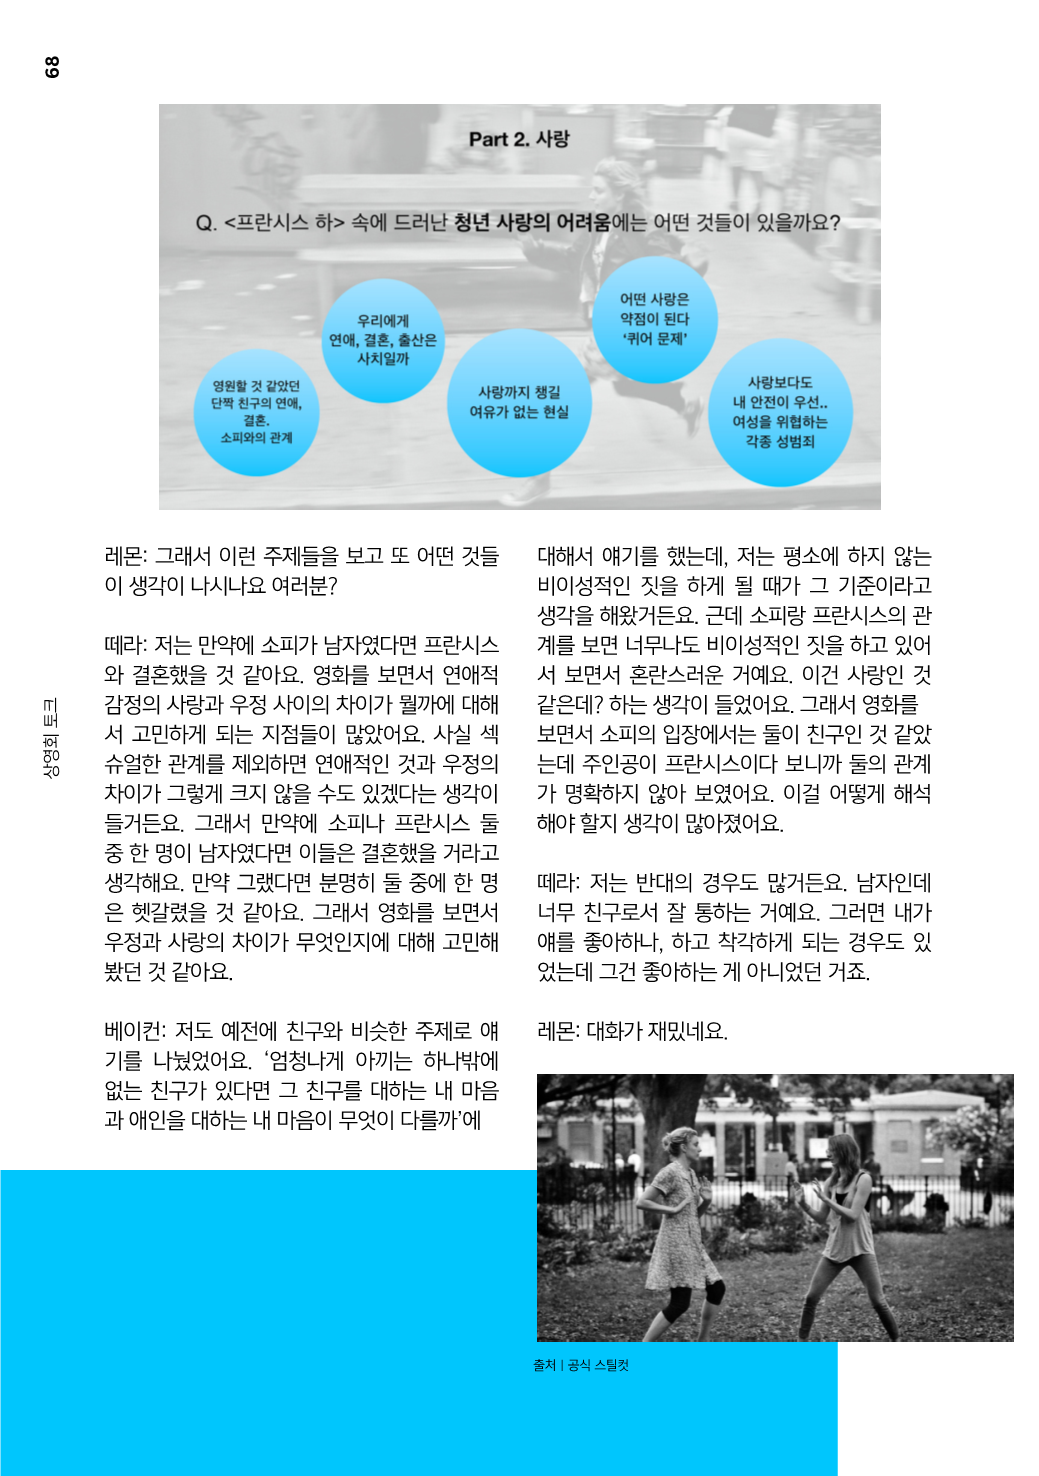 68
Part 2. 사랑
Q. <프란시스 하> 속에 드러난 청년 사랑의 어려움에는 어떤 것들이 있을까요?
영원할 것 같았던
단짝 친구의 연애,
결혼.
소피와의 관계
우리에게
연애, 결혼, 출산은
사치일까
사랑까지 챙길
여유가 없는 현실
어떤 사랑은
약점이 된다
'퀴어 문제'
사랑보다도
내 안전이 우선..
여성을 위협하는
각종 성범죄
상영회 토크
레몬: 그래서 이런 주제들을 보고 또 어떤 것들
이 생각이 나시나요 여러분?
떼라: 저는 만약에 소피가 남자였다면 프란시스
와 결혼했을 것 같아요. 영화를 보면서 연애적
감정의 사랑과 우정 사이의 차이가 뭘까에 대해
서 고민하게 되는 지점들이 많았어요. 사실 섹
슈얼한 관계를 제외하면 연애적인 것과 우정의
차이가 그렇게 크지 않을 수도 있겠다는 생각이
들거든요. 그래서 만약에 소피나 프란시스 둘
중 한 명이 남자였다면 이들은 결혼했을 거라고
생각해요. 만약 그랬다면 분명히 둘 중에 한 명
은 헷갈렸을 것 같아요. 그래서 영화를 보면서
우정과 사랑의 차이가 무엇인지에 대해 고민해
봤던 것 같아요.
베이컨: 저도 예전에 친구와 비슷한 주제로 얘
기를 나눴었어요. ‘엄청나게 아끼는 하나밖에
없는 친구가 있다면 그 친구를 대하는 내 마음
과 애인을 대하는 내 마음이 무엇이 다를까’에
대해서 얘기를 했는데, 저는 평소에 하지 않는
비이성적인 짓을 하게 될 때가 그 기준이라고
생각을 해왔거든요. 근데 소피랑 프란시스의 관
계를 보면 너무나도 비이성적인 짓을 하고 있어
서 보면서 혼란스러운 거예요. 이건 사랑인 것
같은데? 하는 생각이 들었어요. 그래서 영화를
보면서 소피의 입장에서는 둘이 친구인 것 같았
는데 주인공이 프란시스이다 보니까 둘의 관계
가 명확하지 않아 보였어요. 이걸 어떻게 해석
해야 할지 생각이 많아졌어요.
떼라: 저는 반대의 경우도 많거든요. 남자인데
너무 친구로서 잘 통하는 거예요. 그러면 내가
얘를 좋아하나, 하고 착각하게 되는 경우도 있
었는데 그건 좋아하는 게 아니었던 거죠.
레몬: 대화가 재밌네요.
출처 | 공식 스틸컷